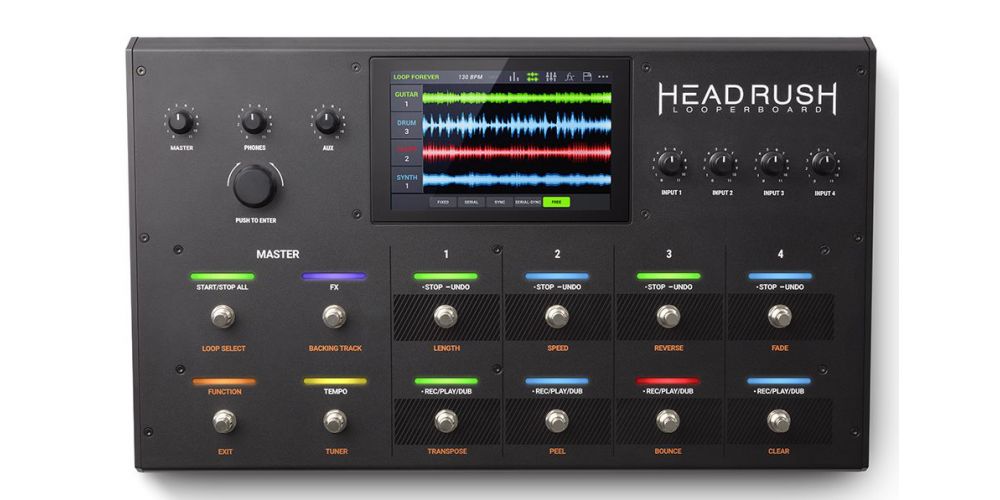 LOOP FOREVER 130 BPM fx
GUITAR
1
DRUM
3
2
SYNTH
1
FIXED SERIAL SYNC SERIAL-SYNC FREE
HEADRUSH
LOOPERBOARD
MASTER PHONES AUX
PUSH TO ENTER
INPUT 1 INPUT 2 INPUT 3 INPUT 4
MASTER 1 2 3 4
START/STOP ALL FX •STOP –UNDO •STOP –UNDO •STOP –UNDO •STOP –UNDO
LOOP SELECT BACKING TRACK LENGTH SPEED REVERSE FADE
FUNCTION TEMPO •REC/PLAY/DUB •REC/PLAY/DUB •REC/PLAY/DUB •REC/PLAY/DUB
EXIT TUNER TRANSPOSE PEEL BOUNCE CLEAR